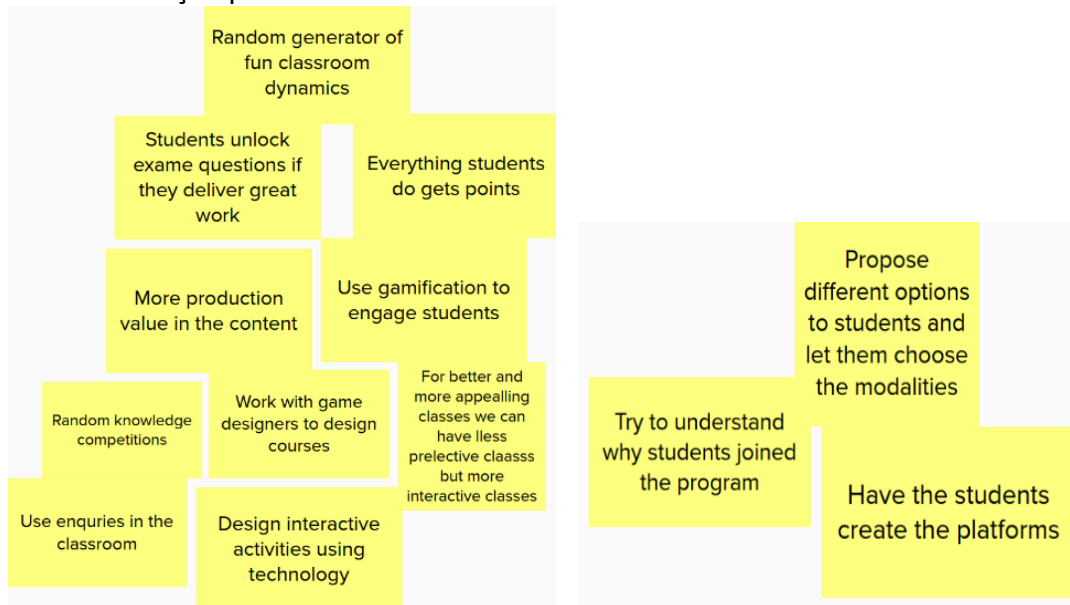 Random generator of
fun classroom
dynamics
Students unlock
exame questions if
they deliver great
work
Everything students
do gets points
More production
value in the content
Use gamification to
engage students
Random knowledge
competitions
Work with game
designers to design
courses
For better and
more appealling
classes we can
have lless
prelective claasss
but more
interactive classes
Use enquries in the
classroom
Design interactive
activities using
technology
Propose
different options
to students and
let them choose
the modalities
Try to understand
why students joined
the program
Have the students
create the platforms